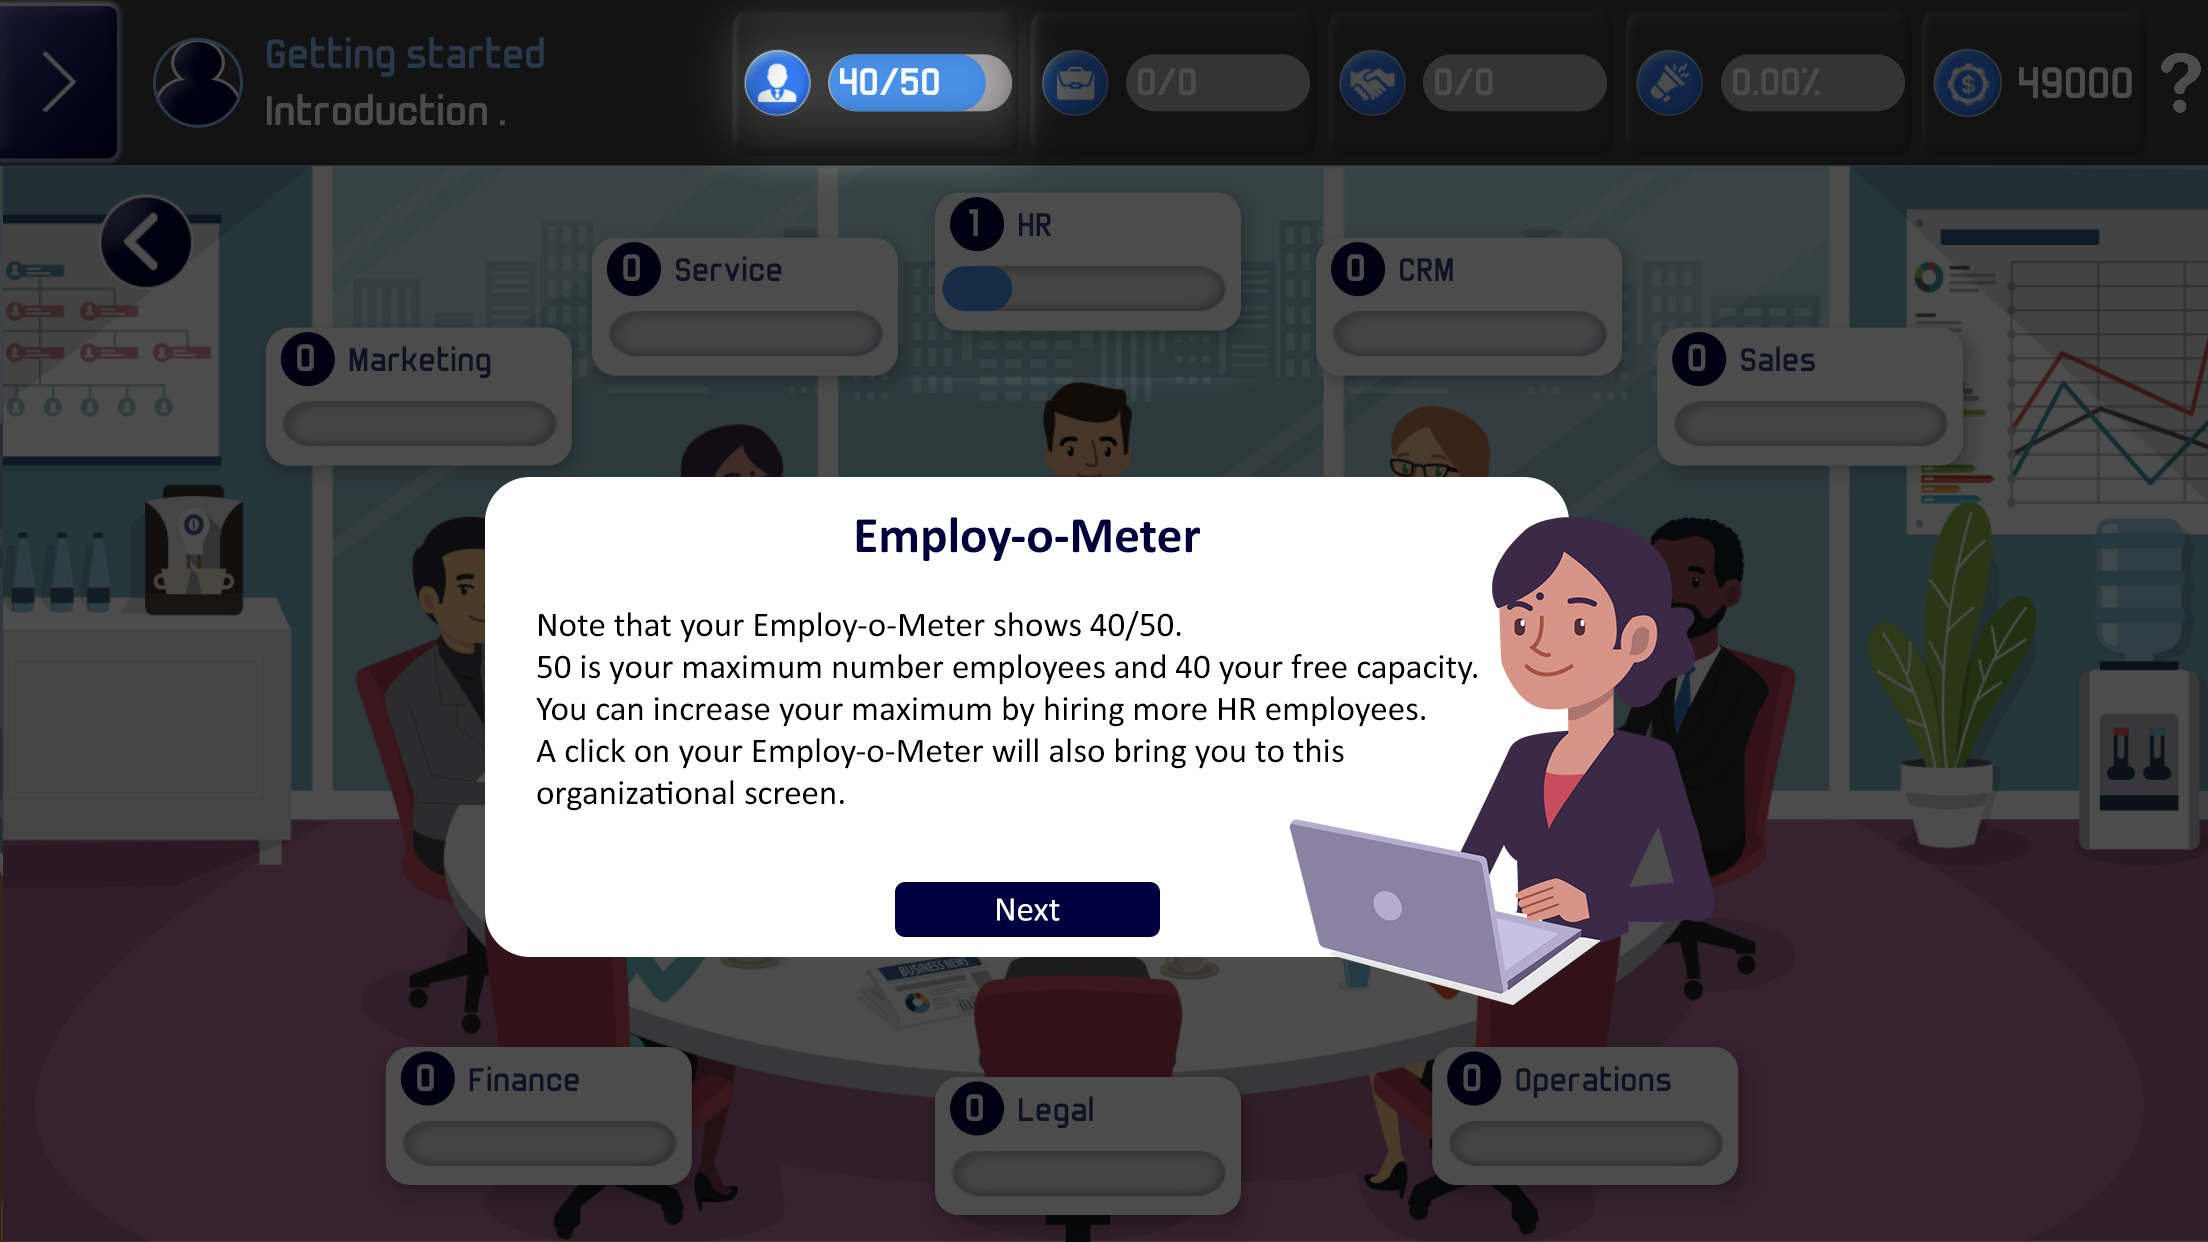 Getting started
Introduction .
40/50
0/0
0/0
0.00%
49000
?
1 HR
0 Service
0 CRM
0 Marketing
0 Sales
Employ-o-Meter
Note that your Employ-o-Meter shows 40/50.
50 is your maximum number employees and 40 your free capacity.
You can increase your maximum by hiring more HR employees.
A click on your Employ-o-Meter will also bring you to this
organizational screen.
Next
BUSINESS NEWS
0 Finance
0 Legal
0 Operations